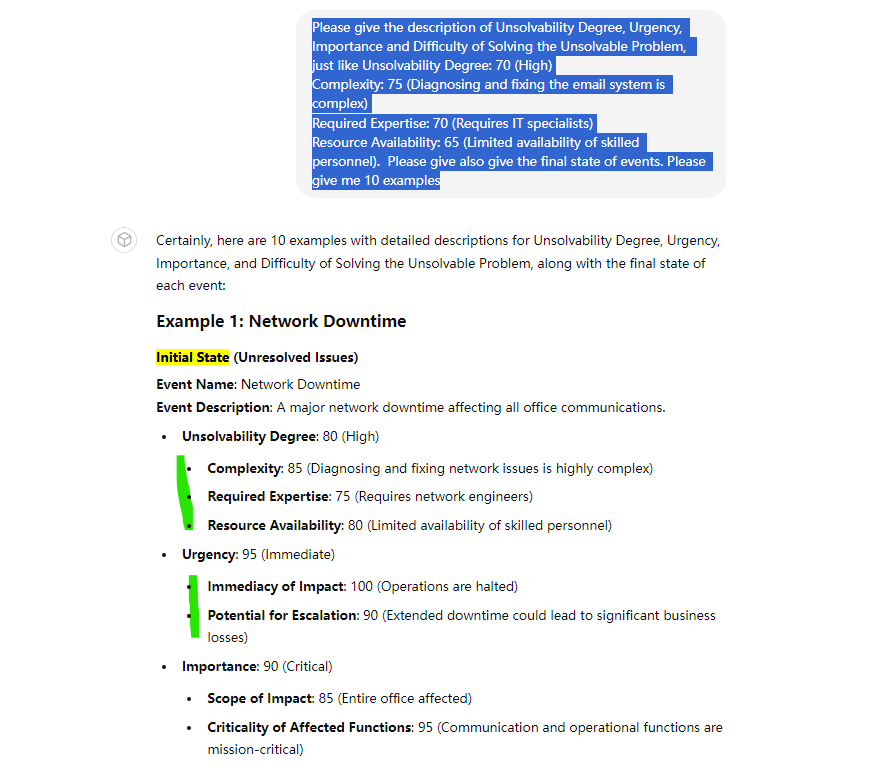 Please give the description of Unsolvability Degree, Urgency,
Importance and Difficulty of Solving the Unsolvable Problem,
just like Unsolvability Degree: 70 (High)
Complexity: 75 (Diagnosing and fixing the email system is
complex)
Required Expertise: 70 (Requires IT specialists)
Resource Availability: 65 (Limited availability of skilled
personnel).  Please give also give the final state of events. Please
give me 10 examples
Certainly, here are 10 examples with detailed descriptions for Unsolvability Degree, Urgency,
Importance, and Difficulty of Solving the Unsolvable Problem, along with the final state of
each event:
Example 1: Network Downtime
Initial State (Unresolved Issues)
Event Name: Network Downtime
Event Description: A major network downtime affecting all office communications.
• Unsolvability Degree: 80 (High)
• Complexity: 85 (Diagnosing and fixing network issues is highly complex)
• Required Expertise: 75 (Requires network engineers)
• Resource Availability: 80 (Limited availability of skilled personnel)
• Urgency: 95 (Immediate)
• Immediacy of Impact: 100 (Operations are halted)
• Potential for Escalation: 90 (Extended downtime could lead to significant business
losses)
• Importance: 90 (Critical)
• Scope of Impact: 85 (Entire office affected)
• Criticality of Affected Functions: 95 (Communication and operational functions are
mission-critical)